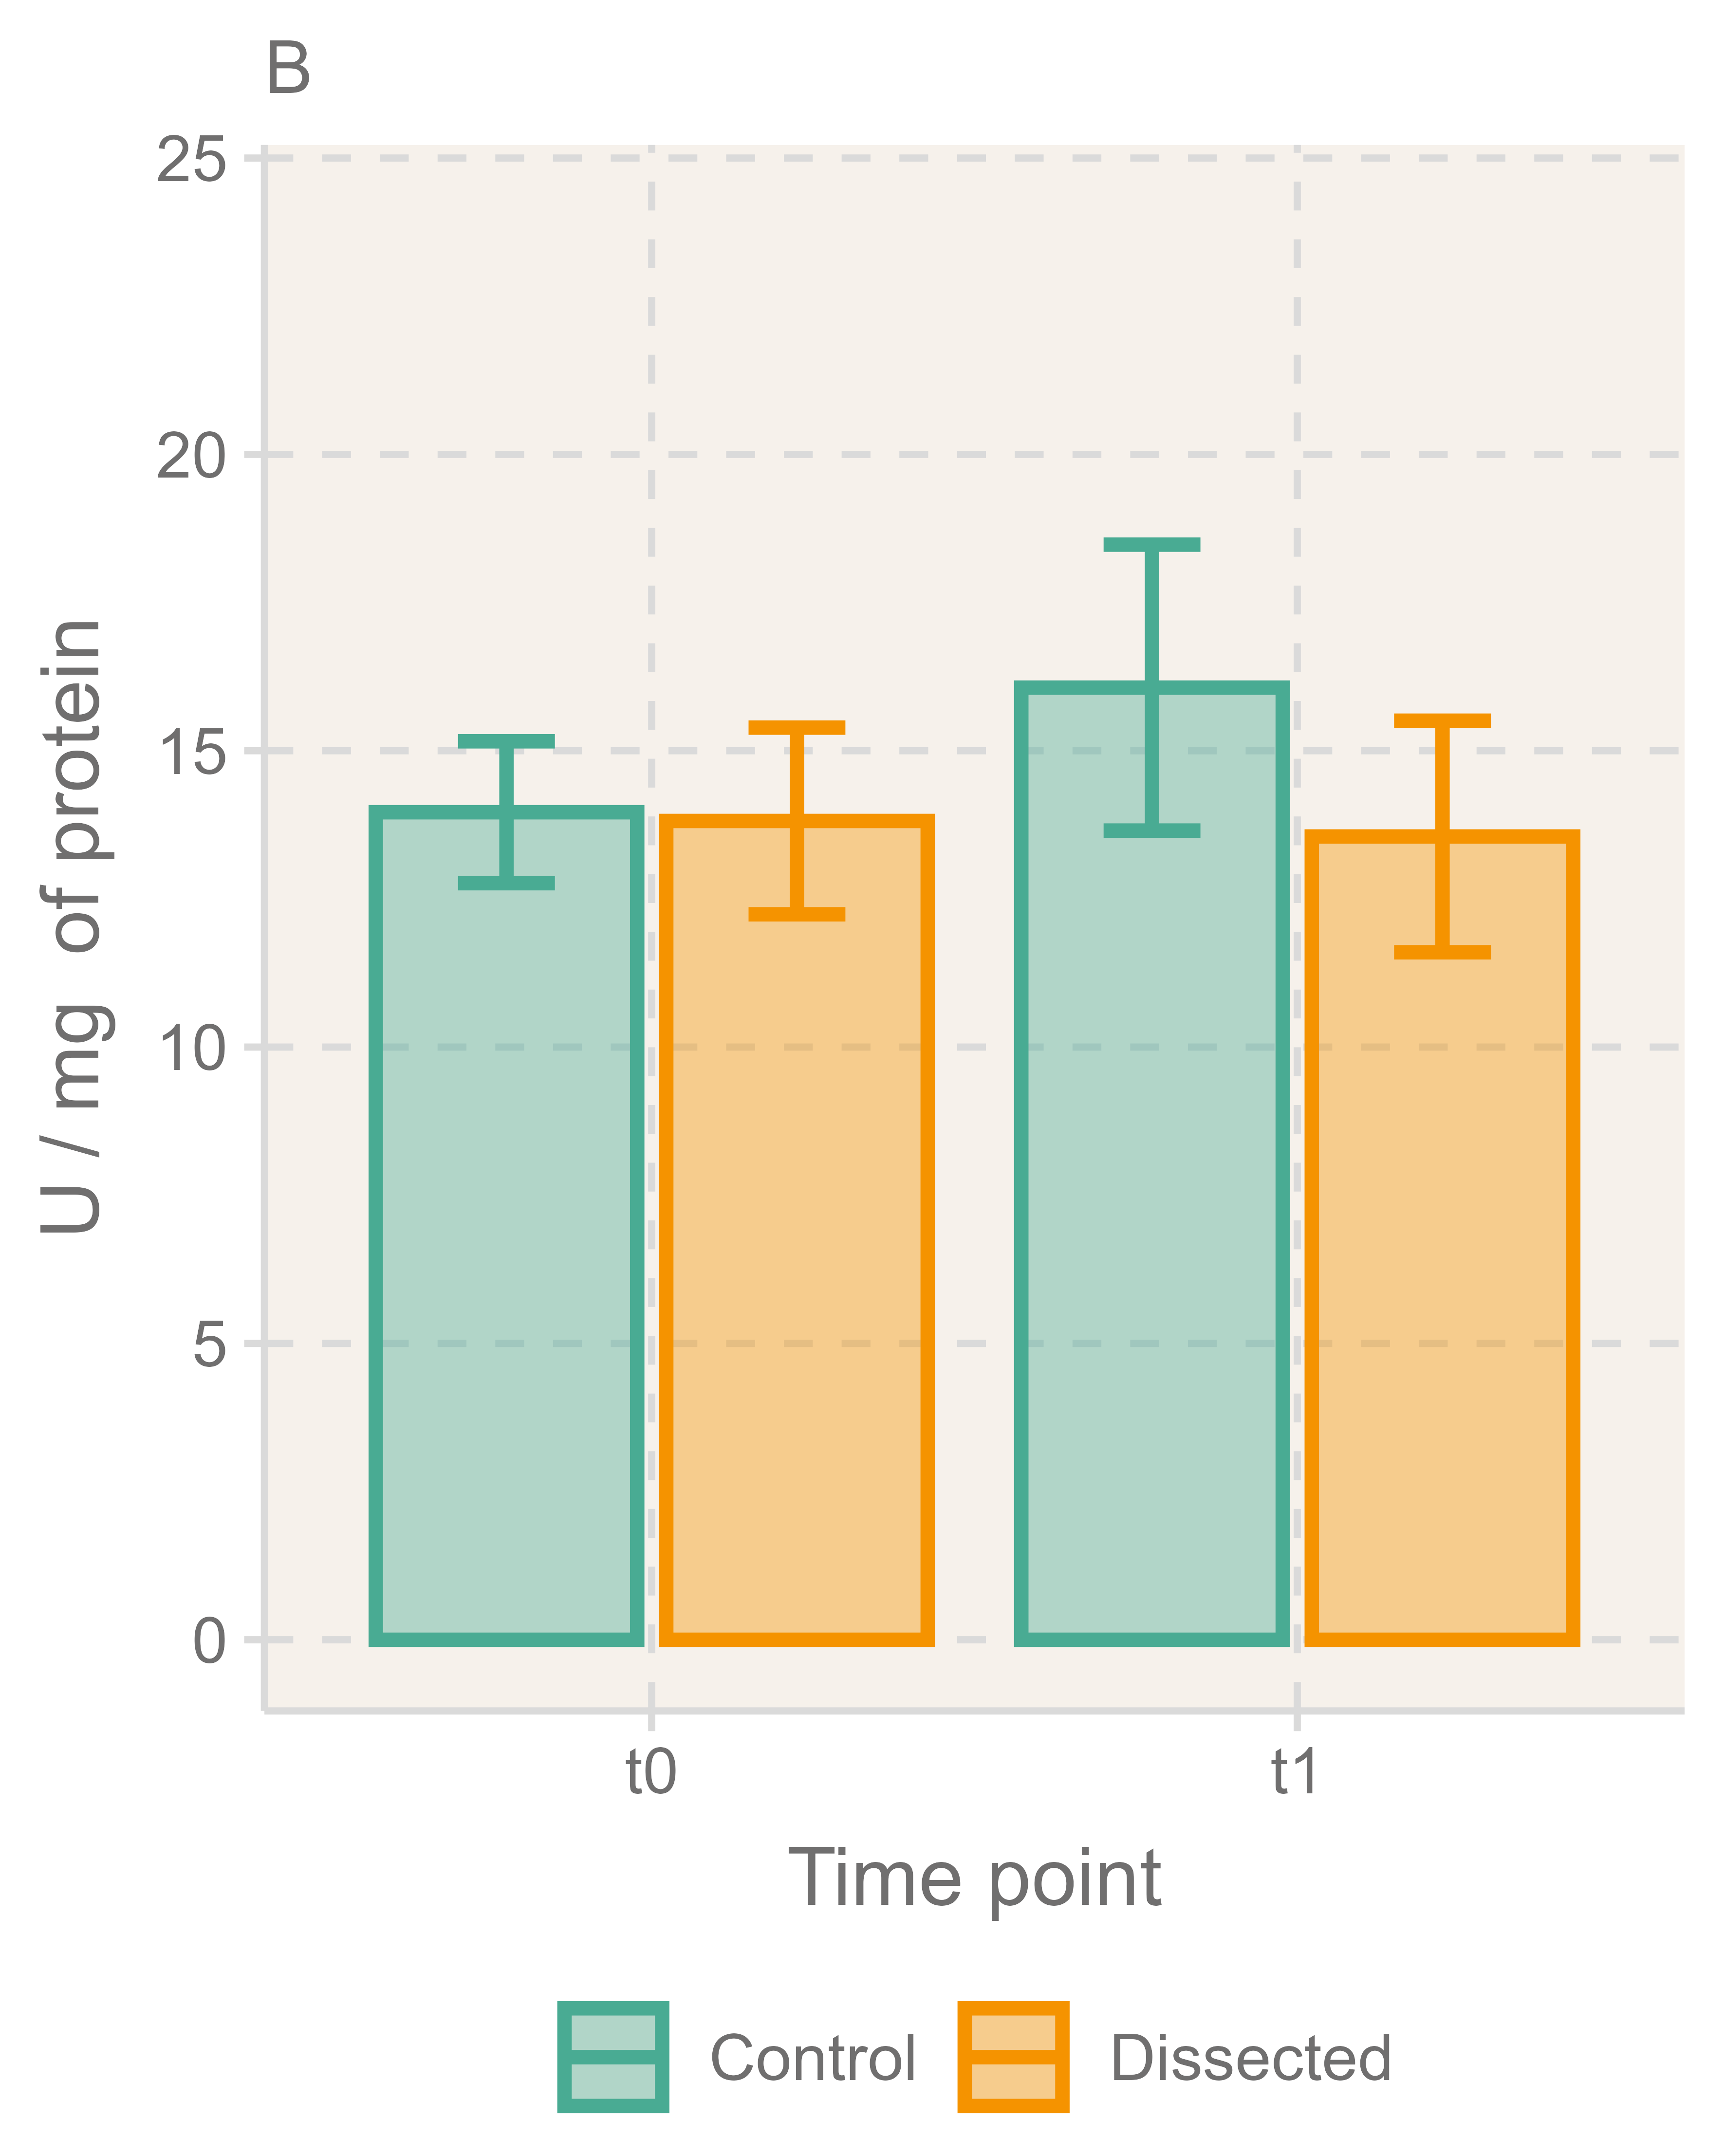 B
25
20
15
10
5
0
U / mg of protein
t0
t1
Time point
Control
Dissected